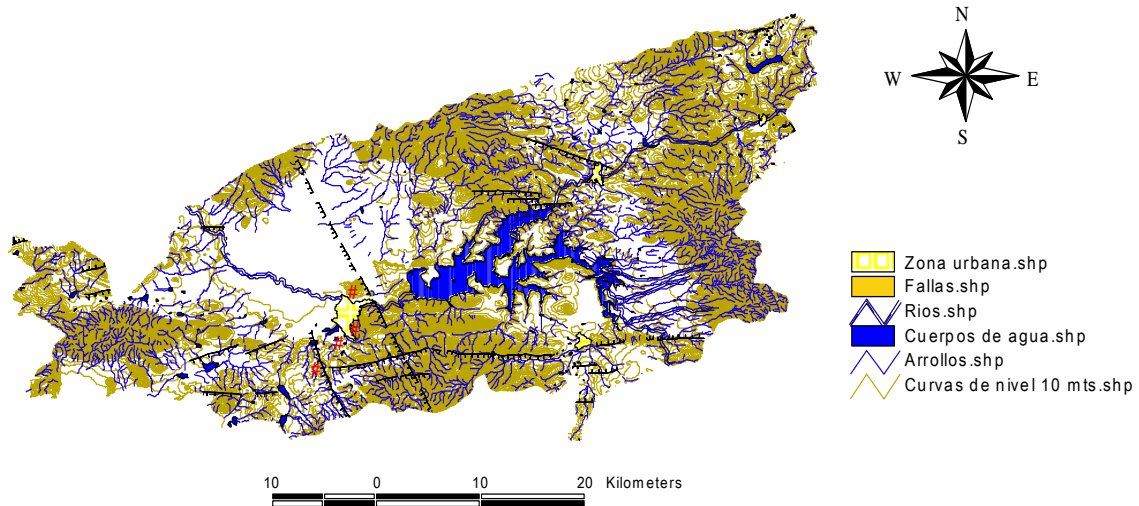 N
W E
S
Zona urbana.shp
Fallas.shp
Rios.shp
Cuerpos de agua.shp
Arrollos.shp
Curvas de nivel 10 mts.shp
10 0 10 20 Kilometers
#
#
#
#